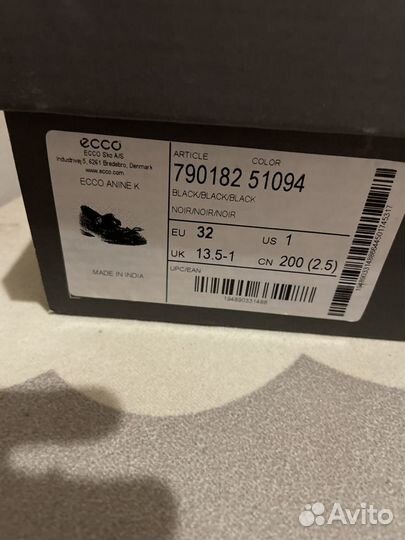 ecco
ECCO Sko A/S
Industrivej 5, 6261 Bredebro, Denmark
www.ecco.com
ECCO ANINE K
MADE IN INDIA
ARTICLE COLOR
790182 51094
BLACK/BLACK/BLACK
NOIR/NOIR/NOIR
EU 32 US 1
UK 13.5-1 CN 200 (2.5)
UPC/EAN
194890331488
Avito